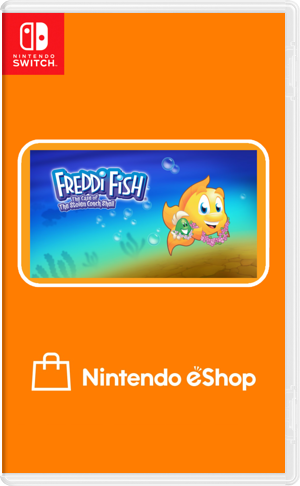 NINTENDO
SWITCH
FREDDI FISH
The Case of
The Stolen Conch Shell
Nintendo eShop